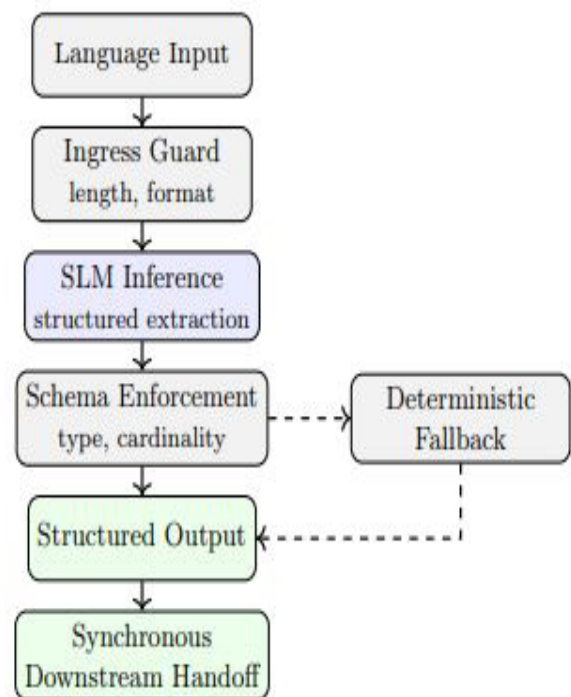 Language Input
Ingress Guard
length, format
SLM Inference
structured extraction
Schema Enforcement
type, cardinality
Deterministic
Fallback
Structured Output
Synchronous
Downstream Handoff